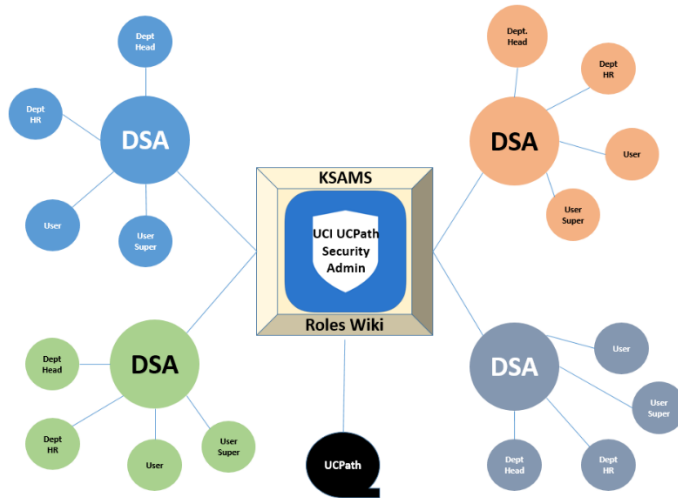 Dept
Head
Dept
HR
DSA
User
User
Super
Dept.
Head
Dept
HR
DSA
User
User
Super
KSAMS
UCI UCPath
Security
Admin
Roles Wiki
Dept
Head
DSA
Dept
HR
User
User
Super
User
DSA
User
Super
Dept
Head
Dept
HR
UCPath